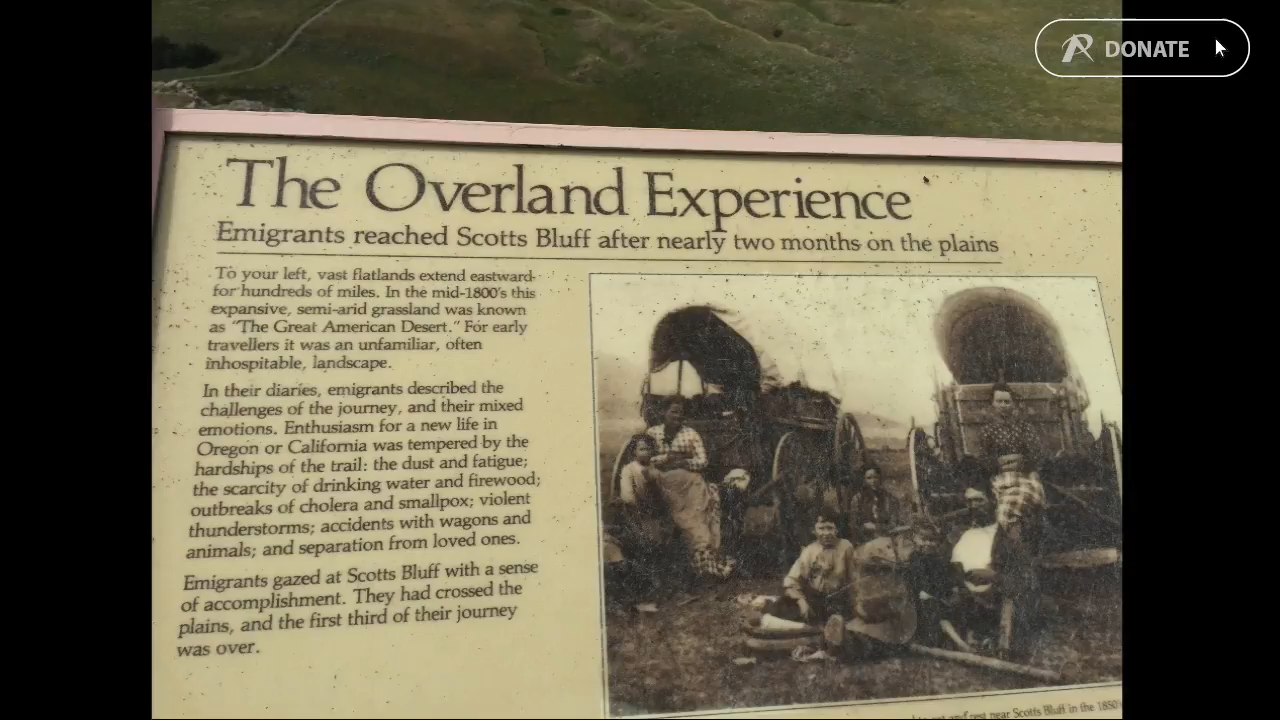 DONATE
The Overland Experience
Emigrants reached Scotts Bluff after nearly two months on the plains
To your left, vast flatlands extend eastward
for hundreds of miles. In the mid-1800's this
expansive, semi-arid grassland was known
as "The Great American Desert." For early
travellers it was an unfamiliar, often
inhospitable, landscape.
In their diaries, emigrants described the
challenges of the journey, and their mixed
emotions. Enthusiasm for a new life in
Oregon or California was tempered by the
hardships of the trail: the dust and fatigue;
the scarcity of drinking water and firewood;
outbreaks of cholera and smallpox; violent
thunderstorms; accidents with wagons and
animals; and separation from loved ones.
Emigrants gazed at Scotts Bluff with a sense
of accomplishment. They had crossed the
plains, and the first third of their journey
was over.
and rest near Scotts Bluff in the 1850's